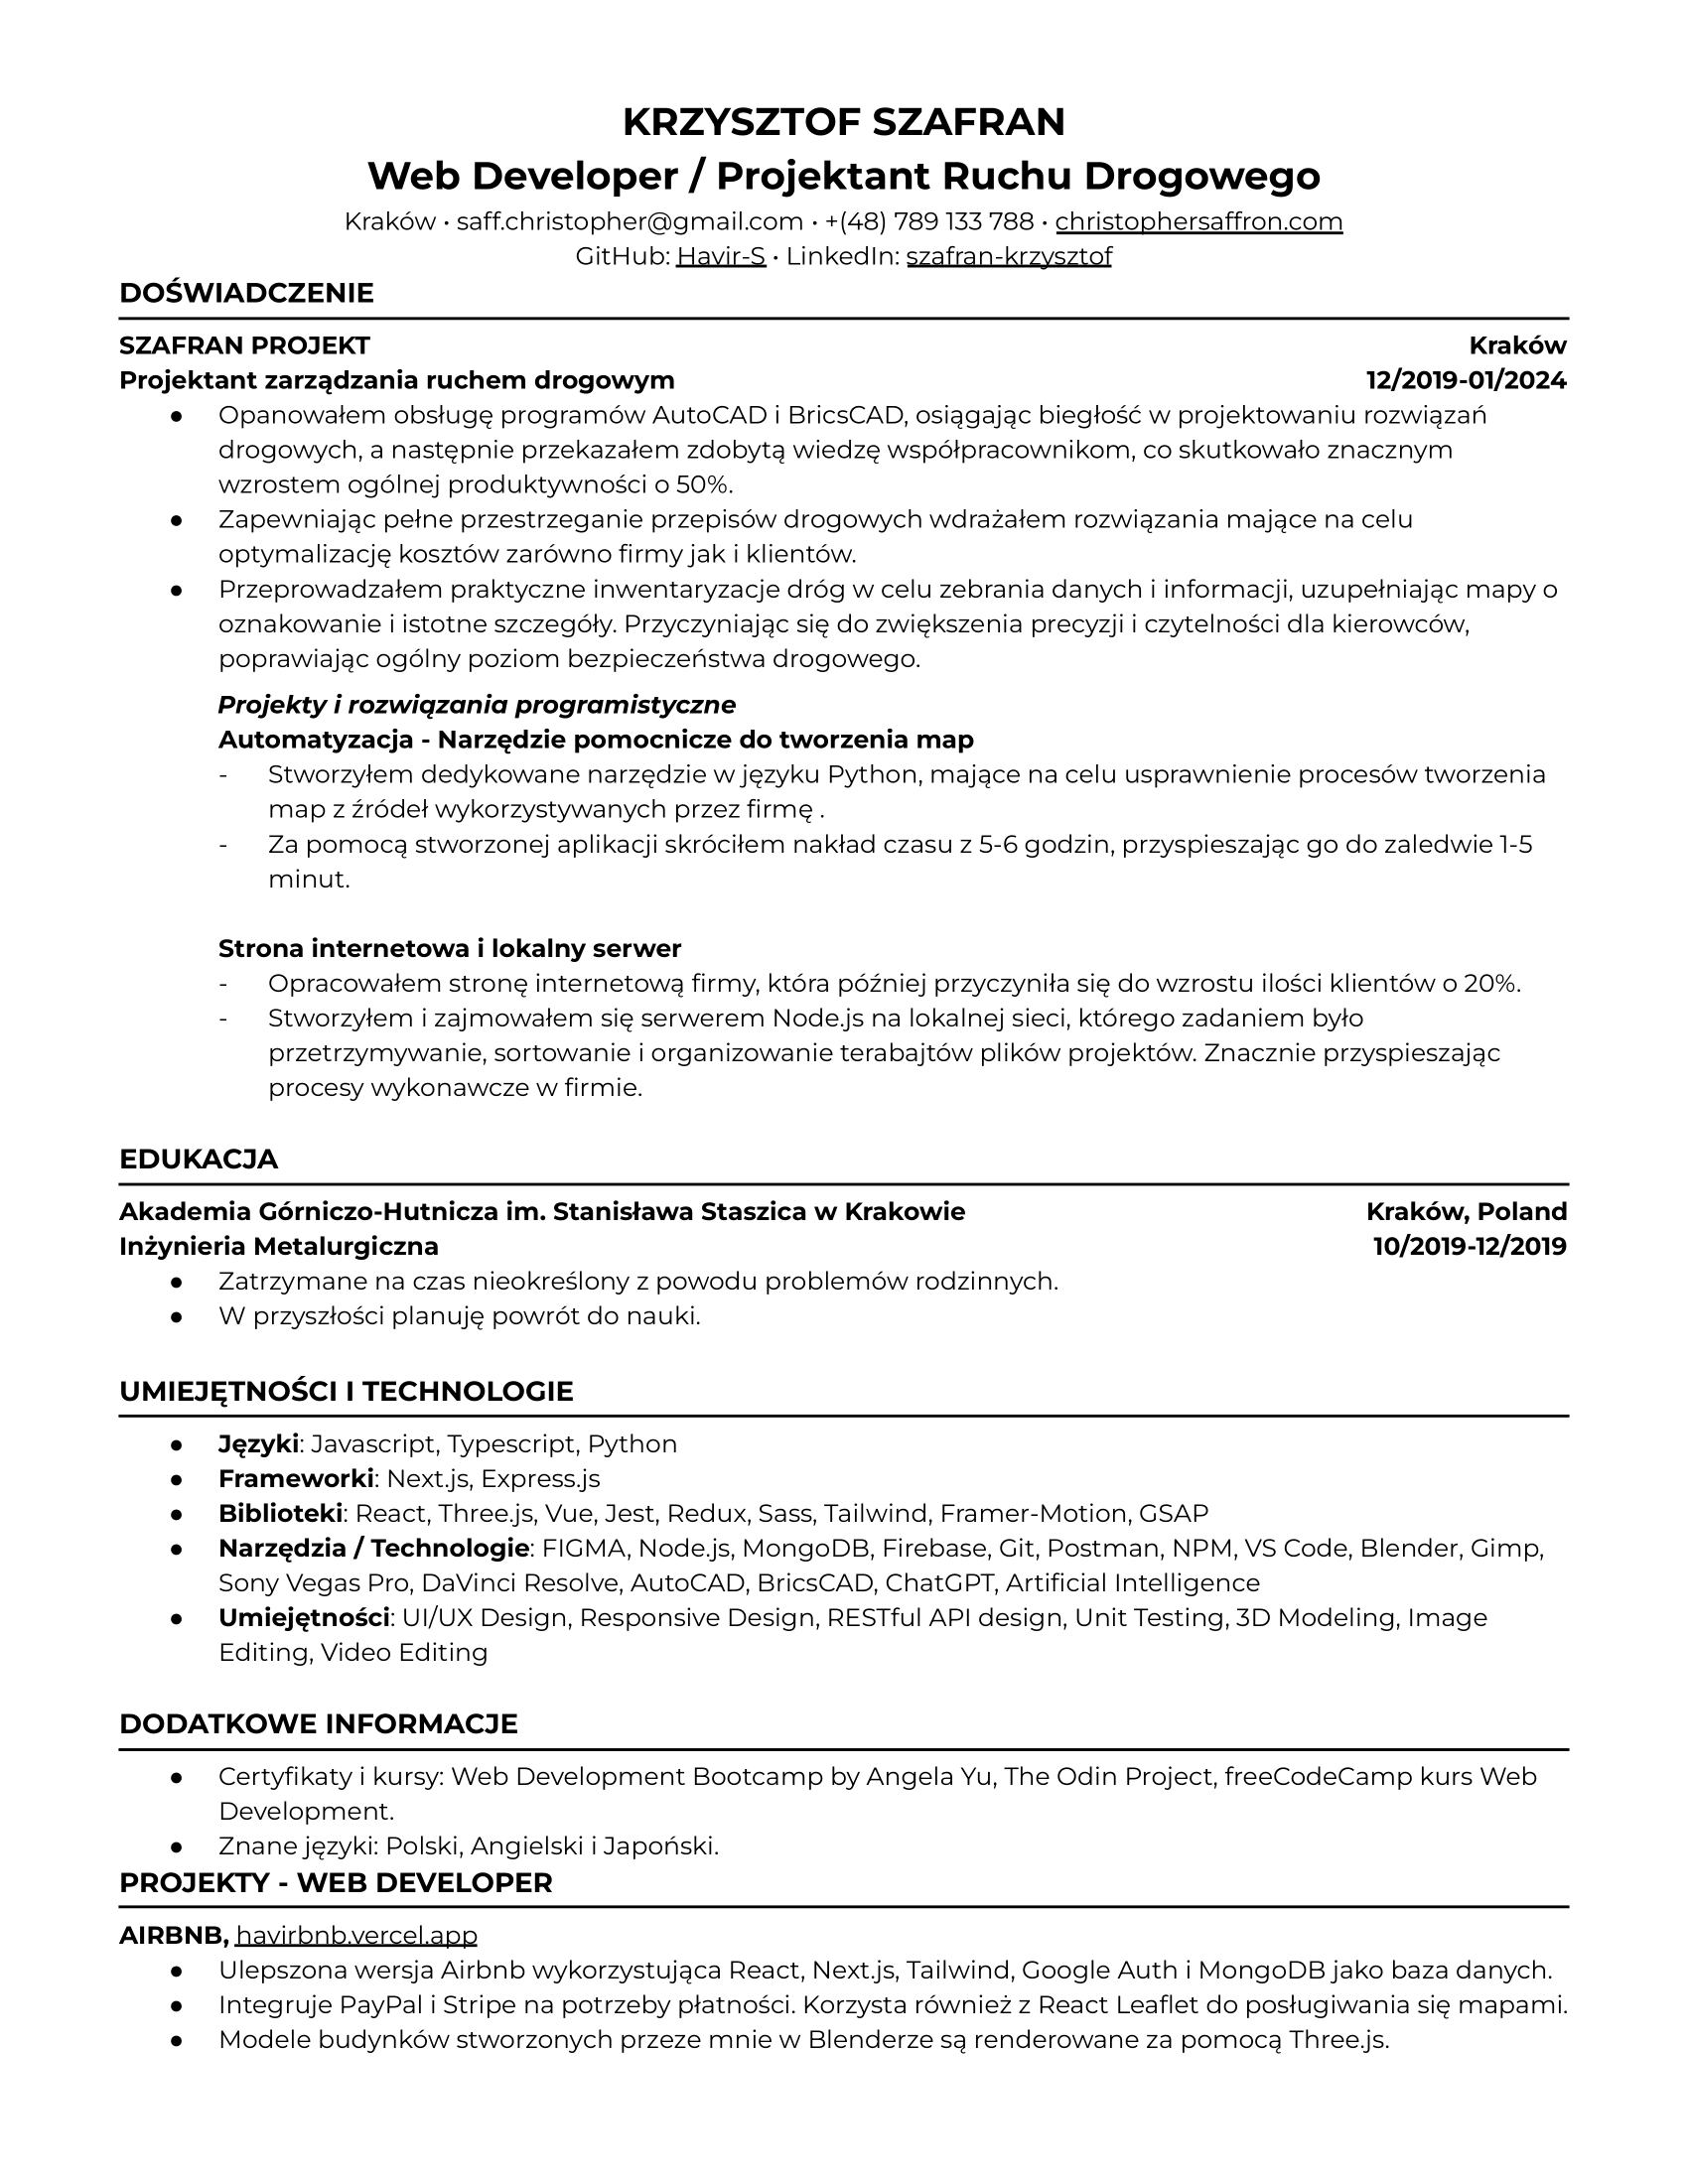 KRZYSZTOF SZAFRAN
Web Developer / Projektant Ruchu Drogowego
Kraków • saff.christopher@gmail.com • +(48) 789 133 788 • christophersaffron.com
GitHub: Havir-S • LinkedIn: szafran-krzysztof
DOŚWIADCZENIE
SZAFRAN PROJEKT Kraków
Projektant zarządzania ruchem drogowym 12/2019-01/2024
● Opanowałem obsługę programów AutoCAD i BricsCAD, osiągając biegłość w projektowaniu rozwiązań
drogowych, a następnie przekazałem zdobytą wiedzę współpracownikom, co skutkowało znacznym
wzrostem ogólnej produktywności o 50%.
● Zapewniając pełne przestrzeganie przepisów drogowych wdrażałem rozwiązania mające na celu
optymalizację kosztów zarówno firmy jak i klientów.
● Przeprowadzałem praktyczne inwentaryzacje dróg w celu zebrania danych i informacji, uzupełniając mapy o
oznakowanie i istotne szczegóły. Przyczyniając się do zwiększenia precyzji i czytelności dla kierowców,
poprawiając ogólny poziom bezpieczeństwa drogowego.
Projekty i rozwiązania programistyczne
Automatyzacja - Narzędzie pomocnicze do tworzenia map
- Stworzyłem dedykowane narzędzie w języku Python, mające na celu usprawnienie procesów tworzenia
map z źródeł wykorzystywanych przez firmę .
- Za pomocą stworzonej aplikacji skróciłem nakład czasu z 5-6 godzin, przyspieszając go do zaledwie 1-5
minut.
Strona internetowa i lokalny serwer
- Opracowałem stronę internetową firmy, która później przyczyniła się do wzrostu ilości klientów o 20%.
- Stworzyłem i zajmowałem się serwerem Node.js na lokalnej sieci, którego zadaniem było
przetrzymywanie, sortowanie i organizowanie terabajtów plików projektów. Znacznie przyspieszając
procesy wykonawcze w firmie.
EDUKACJA
Akademia Górniczo-Hutnicza im. Stanisława Staszica w Krakowie Kraków, Poland
Inżynieria Metalurgiczna 10/2019-12/2019
● Zatrzymane na czas nieokreślony z powodu problemów rodzinnych.
● W przyszłości planuję powrót do nauki.
UMIEJĘTNOŚCI I TECHNOLOGIE
● Języki: Javascript, Typescript, Python
● Frameworki: Next.js, Express.js
● Biblioteki: React, Three.js, Vue, Jest, Redux, Sass, Tailwind, Framer-Motion, GSAP
● Narzędzia / Technologie: FIGMA, Node.js, MongoDB, Firebase, Git, Postman, NPM, VS Code, Blender, Gimp,
Sony Vegas Pro, DaVinci Resolve, AutoCAD, BricsCAD, ChatGPT, Artificial Intelligence
● Umiejętności: UI/UX Design, Responsive Design, RESTful API design, Unit Testing, 3D Modeling, Image
Editing, Video Editing
DODATKOWE INFORMACJE
● Certyfikaty i kursy: Web Development Bootcamp by Angela Yu, The Odin Project, freeCodeCamp kurs Web
Development.
● Znane języki: Polski, Angielski i Japoński.
PROJEKTY - WEB DEVELOPER
AIRBNB, havirbnb.vercel.app
● Ulepszona wersja Airbnb wykorzystująca React, Next.js, Tailwind, Google Auth i MongoDB jako baza danych.
● Integruje PayPal i Stripe na potrzeby płatności. Korzysta również z React Leaflet do posługiwania się mapami.
● Modele budynków stworzonych przeze mnie w Blenderze są renderowane za pomocą Three.js.